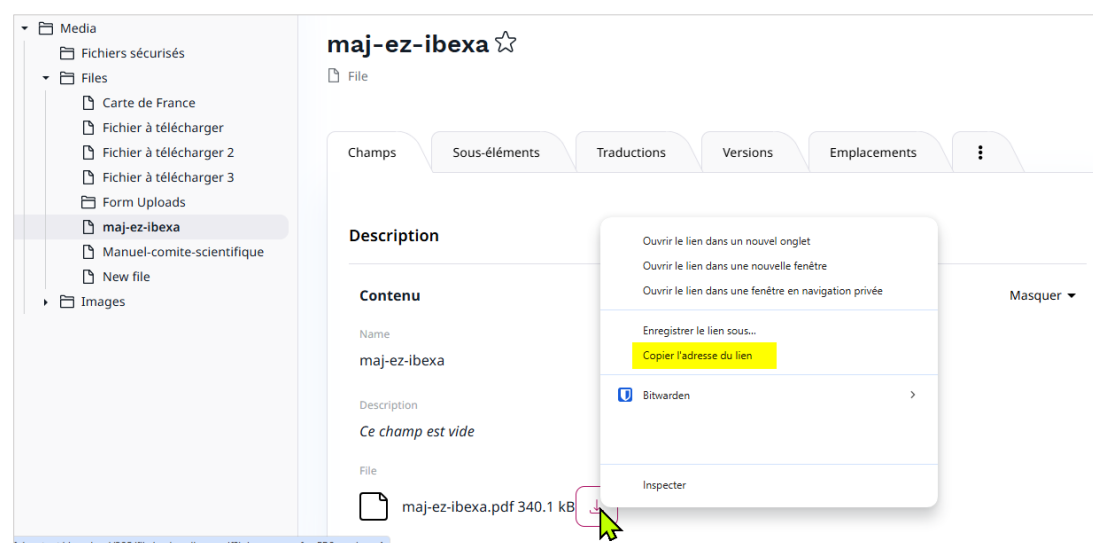 Media
Fichiers sécurisés
Files
Carte de France
Fichier à télécharger
Fichier à télécharger 2
Fichier à télécharger 3
Form Uploads
maj-ez-ibexa
Manuel-comite-scientifique
New file
Images
maj-ez-ibexa
File
Champs
Sous-éléments
Traductions
Versions
Emplacements
Description
Contenu
Masquer
Name
maj-ez-ibexa
Description
Ce champ est vide
File
maj-ez-ibexa.pdf 340.1 kB
Ouvrir le lien dans un nouvel onglet
Ouvrir le lien dans une nouvelle fenêtre
Ouvrir le lien dans une fenêtre en navigation privée
Enregistrer le lien sous...
Copier l'adresse du lien
Bitwarden
Inspecter